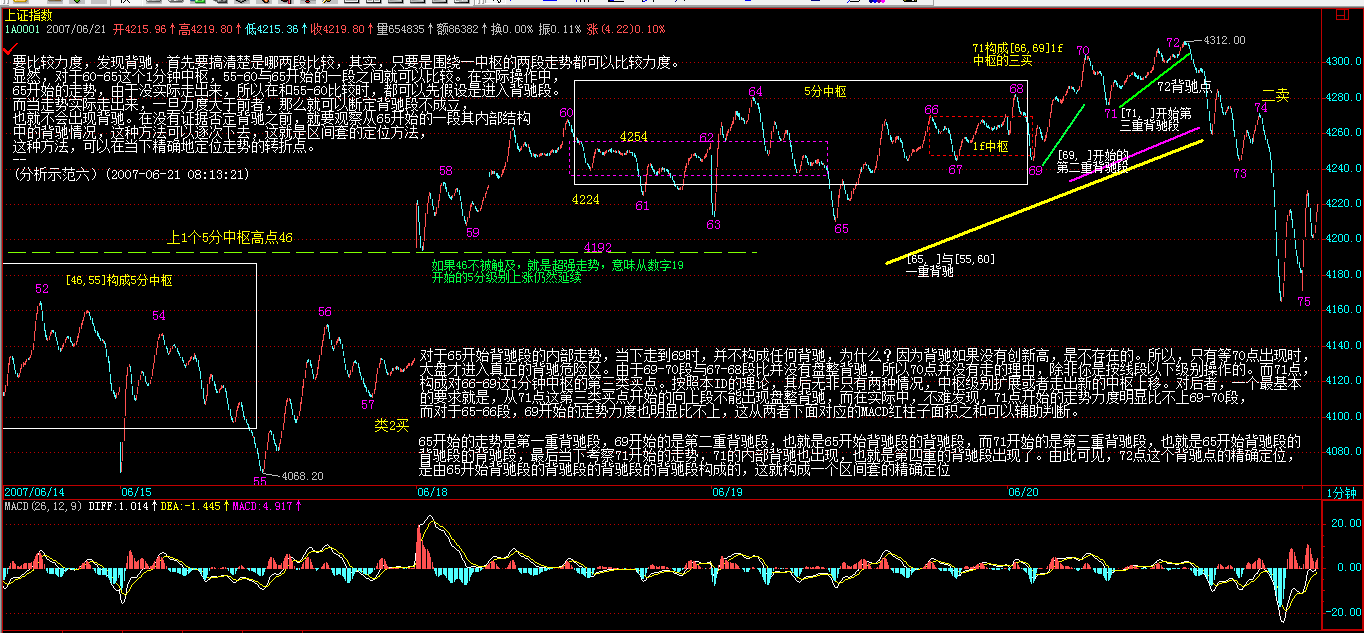 上证指数
1A0001 2007/06/21 开4215.96↑高4219.80↑低4215.36↓收4219.80↑量654835↑额86382↑换0.00% 振0.11% 涨(4.22)0.10%
日
要比较力度，发现背驰，首先要搞清楚是哪两段比较，其实，只要是围绕一中枢的两段走势都可以比较力度。
显然，对于60-65这个1分钟中枢，55-60与65开始的一段之间就可以比较。在实际操作中，
65开始的走势，由于没实际走出来，所以在和55-60比较时，都可以先假设是进入背驰段。
而当走势实际走出来，一旦力度大于前者，那么就可以断定背驰段不成立，
也就不会出现背驰。在没有证据否定背驰之前，就要观察从65开始的一段其内部结构
中的背驰情况，这种方法可以逐次下去，这就是区间套的定位方法，
这种方法，可以在当下精确地定位走势的转折点。
--
(分析示范六) (2007-06-21 08:13:21)
71构成[66,69]1f
中枢的三买
70
72
4312.00
72背驰点
二卖
74
71
[71, ]开始第
三重背驰段
[69, ]开始的
第二重背驰段
73
60
64
5分中枢
66
68
4254
62
1f中枢
67
69
58
59
4224
61
63
65
[65, ]与[55,60]
一重背驰
上1个5分中枢高点46
4192
如果46不被触及，就是超强走势，意味从数字19
开始的5分级别上涨仍然延续
[46,55]构成5分中枢
52
54
56
57
类2买
55
4068.20
75
对于65开始背驰段的内部走势，当下走到69时，并不构成任何背驰，为什么？因为背驰如果没有创新高，是不存在的。所以，只有等70点出现时，
大盘才进入真正的背驰危险区。由于69-70段与67-68段比并没有盘整背驰，所以70点并没有走的理由，除非你是按线段以下级别操作的。而71点，
构成对66-69这1分钟中枢的第三类买点。按照本ID的理论，其后无非只有两种情况，中枢级别扩展或者走出新的中枢上移。对后者，一个最基本
的要求就是，从71点这第三类买点开始的向上段不能出现盘整背驰，而在实际中，不难发现，71点开始的走势力度明显比不上69-70段，
而对于65-66段，69开始的走势力度也明显比不上，这从两者下面对应的MACD红柱子面积之和可以辅助判断。
65开始的走势是第一重背驰段，69开始的是第二重背驰段，也就是65开始背驰段的背驰段，而71开始的是第三重背驰段，也就是65开始背驰段的
背驰段的背驰段，最后当下考察71开始的走势，71的内部背驰也出现，也就是第四重的背驰段出现了。由此可见，72点这个背驰点的精确定位，
是由65开始背驰段的背驰段的背驰段的背驰段构成的，这就构成一个区间套的精确定位
4300.0
4280.0
4260.0
4240.0
4220.0
4200.0
4180.0
4160.0
4140.0
4120.0
4100.0
4080.0
2007/06/14 06/15 06/18 06/19 06/20 1分钟
MACD(26,12,9) DIFF:1.014↑DEA:-1.445↑MACD:4.917↑
20.00
0.00
-20.00